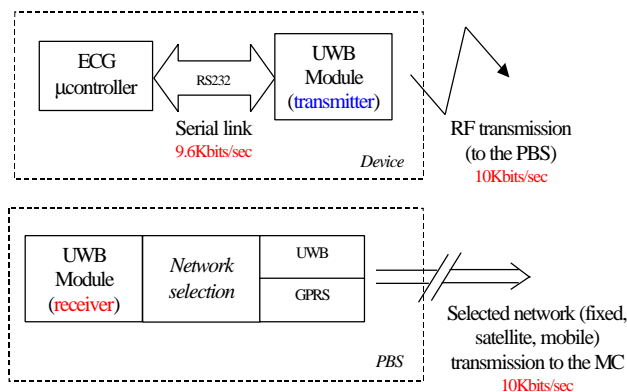 ECG
μcontroller
RS232
UWB
Module
(transmitter)
Serial link
9.6Kbits/sec
Device
RF transmission
(to the PBS)
10Kbits/sec
UWB
Module
(receiver)
Network
selection
UWB
GPRS
PBS
Selected network (fixed,
satellite, mobile)
transmission to the MC
10Kbits/sec